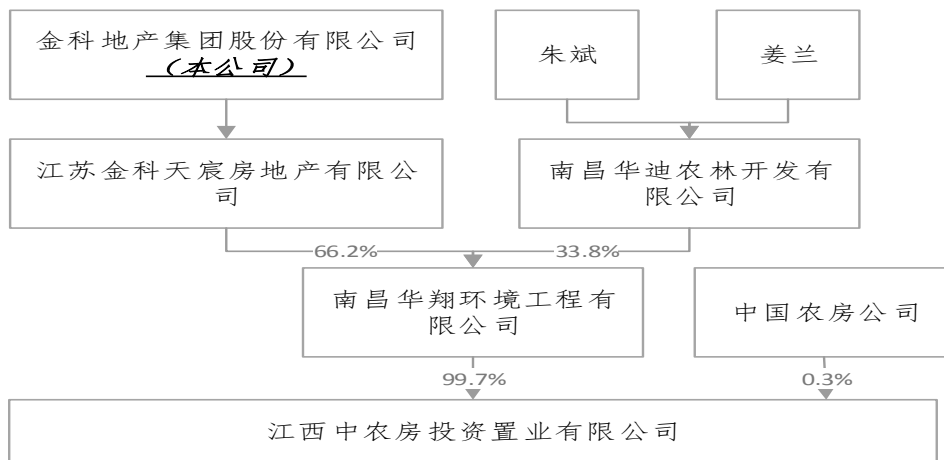 金科地产集团股份有限公司
（本公司）
朱斌
姜兰
江苏金科天宸房地产有限公
司
南昌华迪农林开发有
限公司
66.2%
33.8%
南昌华翔环境工程有
限公司
中国农房公司
99.7%
0.3%
江西中农房投资置业有限公司